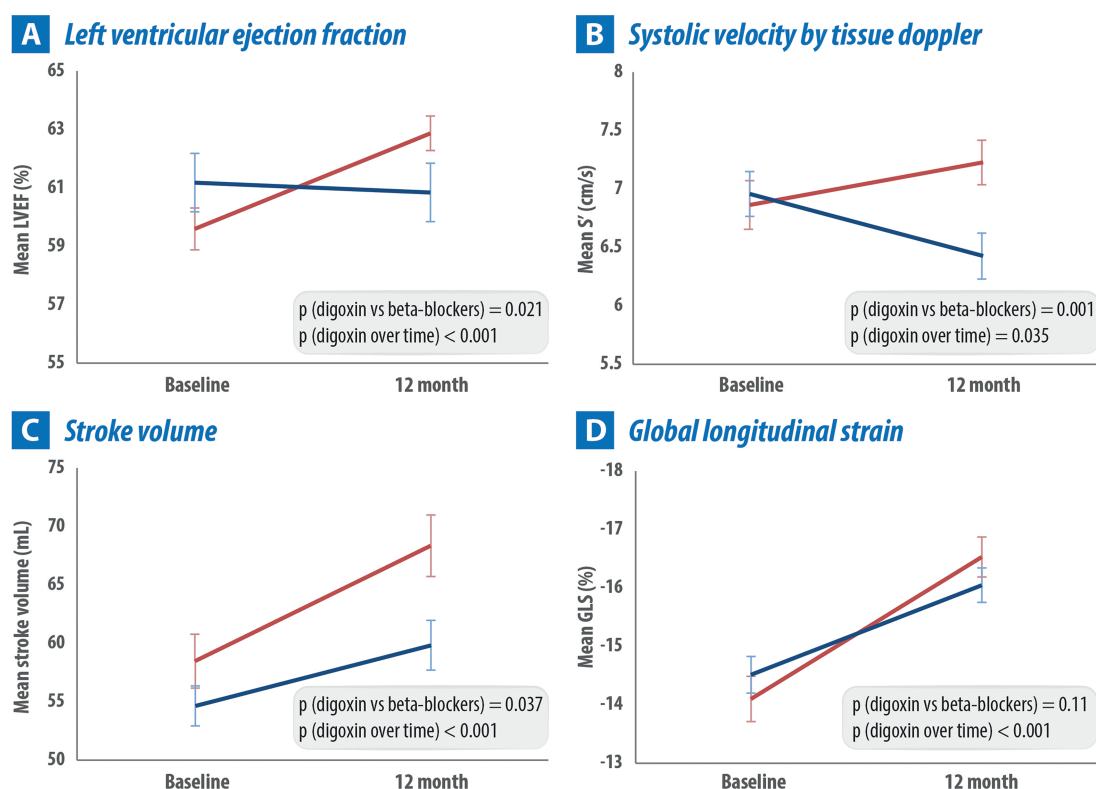 A Left ventricular ejection fraction
Mean LVEF (%)
65
63
61
59
57
55
p (digoxin vs beta-blockers) = 0.021
p (digoxin over time) < 0.001
Baseline 12 month
B Systolic velocity by tissue doppler
Mean S’ (cm/s)
8
7.5
7
6.5
6
5.5
p (digoxin vs beta-blockers) = 0.001
p (digoxin over time) = 0.035
Baseline 12 month
C Stroke volume
Mean stroke volume (mL)
75
70
65
60
55
50
p (digoxin vs beta-blockers) = 0.037
p (digoxin over time) < 0.001
Baseline 12 month
D Global longitudinal strain
Mean GLS (%)
-18
-17
-16
-15
-14
-13
p (digoxin vs beta-blockers) = 0.11
p (digoxin over time) < 0.001
Baseline 12 month